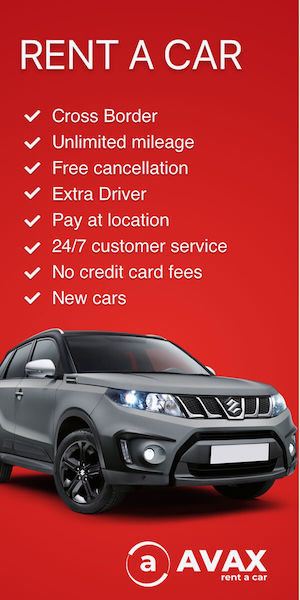 RENT A CAR
Cross Border
Unlimited mileage
Free cancellation
Extra Driver
Pay at location
24/7 customer service
No credit card fees
New cars
a AVAX
rent a car